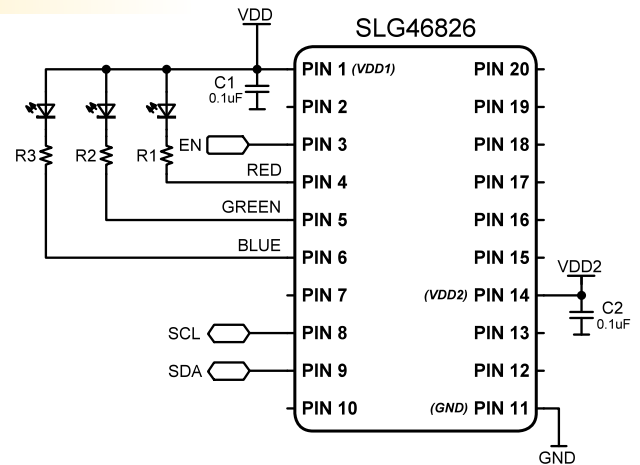 VDD
SLG46826
PIN 1 (VDD1)
PIN 20
C1
0.1uF
PIN 2
PIN 19
EN
PIN 3
PIN 18
R3
R2
R1
RED
PIN 4
PIN 17
GREEN
PIN 5
PIN 16
BLUE
PIN 6
PIN 15
VDD2
PIN 7
(VDD2) PIN 14
C2
0.1uF
SCL
PIN 8
PIN 13
SDA
PIN 9
PIN 12
PIN 10
(GND) PIN 11
GND